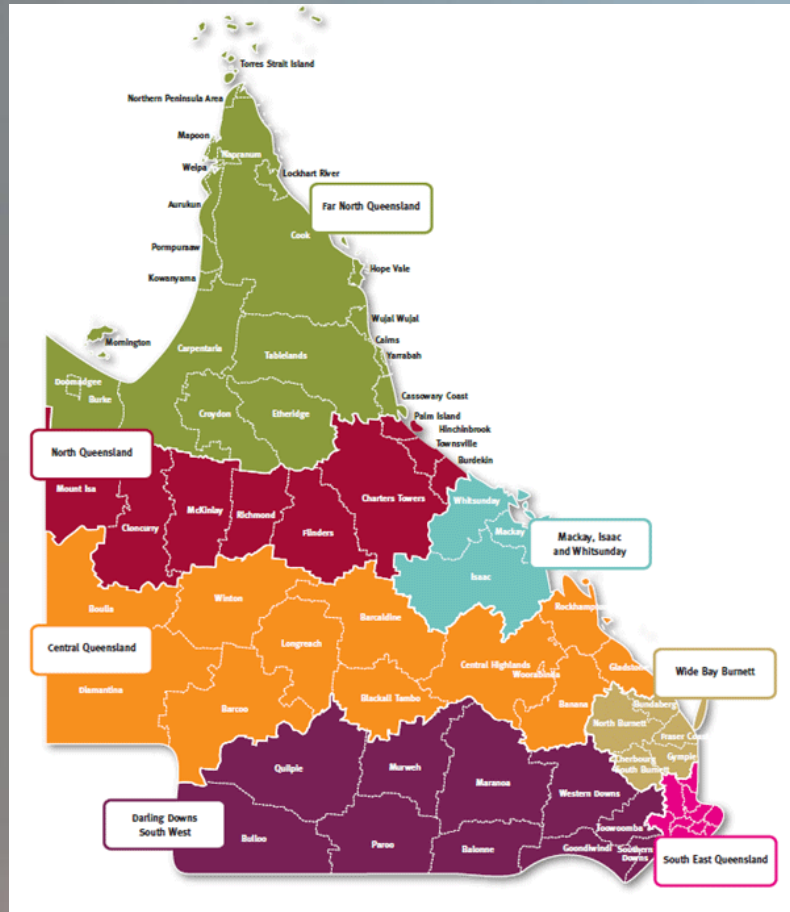 Torres Strait Island
Northern Peninsula Area
Mapoon
Napranum
Weipa
Lockhart River
Aurukun
Far North Queensland
Cook
Pormpuraaw
Hope Vale
Kowanyama
Wujal Wujal
Mornington
Carpentaria
Cairns
Tablelands
Yarrabah
Doomadgee
Burke
Cassowary Coast
Croydon
Etheridge
Palm Island
Hinchinbrook
North Queensland
Townsville
Burdekin
Mount Isa
Charters Towers
Whitsunday
McKinlay
Richmond
Cloncurry
Flinders
Mackay
Mackay, Isaac
and Whitsunday
Isaac
Boulia
Winton
Barcaldine
Rockhampton
Central Queensland
Longreach
Central Highlands
Woorabinda
Gladstone
Wide Bay Burnett
Diamantina
Barcoo
Blackall Tambo
Banana
Bundaberg
North Burnett
Fraser Coast
Cherbourg
Gympie
South Burnett
Quilpie
Murweh
Maranoa
Western Downs
Darling Downs
South West
Toowoomba
Bulloo
Paroo
Balonne
Goondiwindi
Southern
Downs
South East Queensland